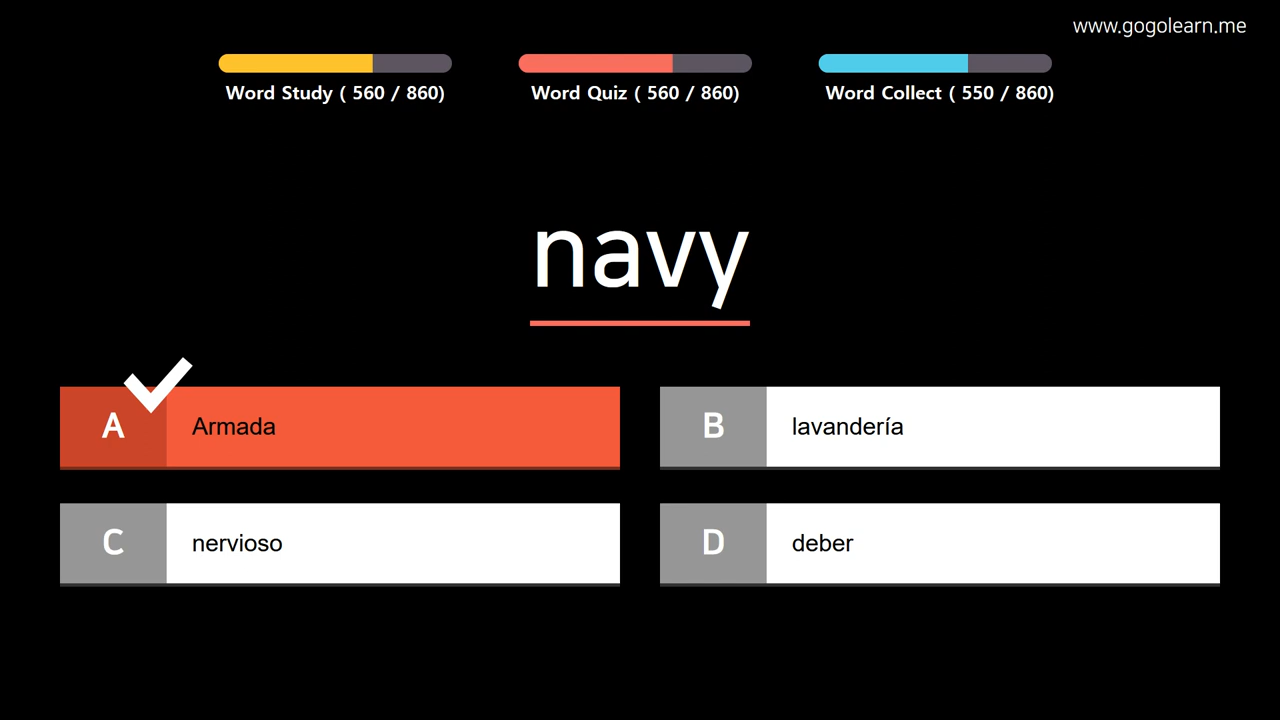 www.gogolearn.me
Word Study ( 560 / 860)
Word Quiz ( 560 / 860)
Word Collect ( 550 / 860)
navy
A
Armada
B
lavandería
C
nervioso
D
deber